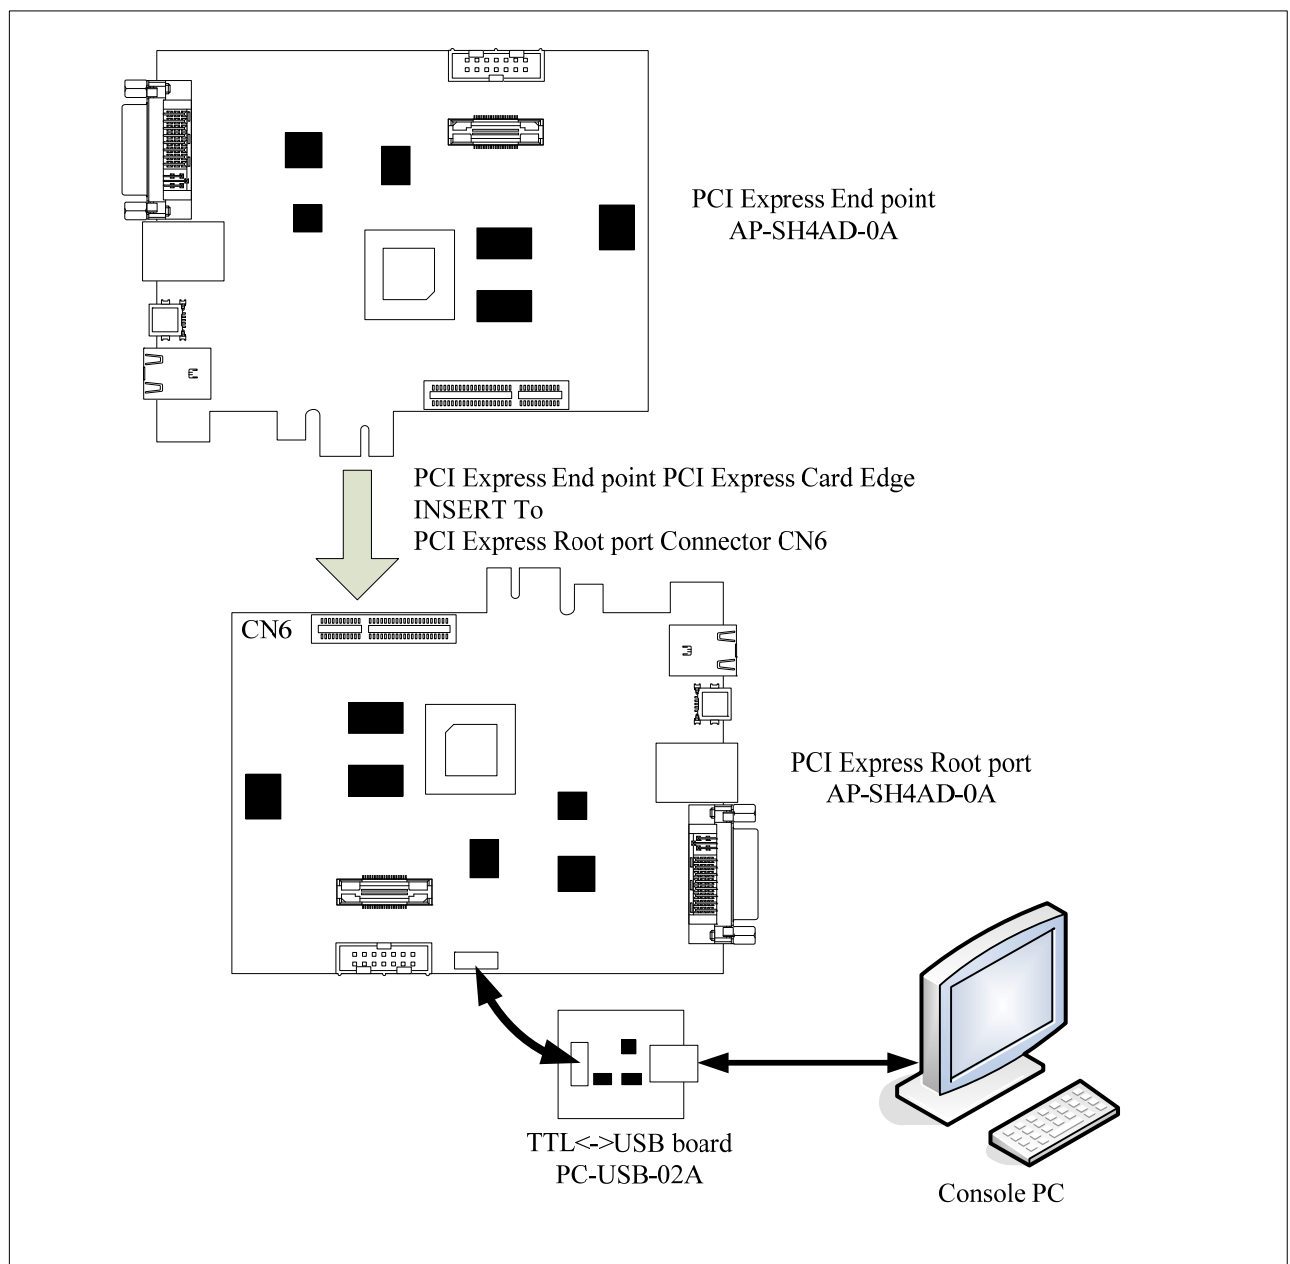 PCI Express End point
AP-SH4AD-0A
PCI Express End point PCI Express Card Edge
INSERT To
PCI Express Root port Connector CN6
CN6
PCI Express Root port
AP-SH4AD-0A
TTL<->USB board
PC-USB-02A
Console PC